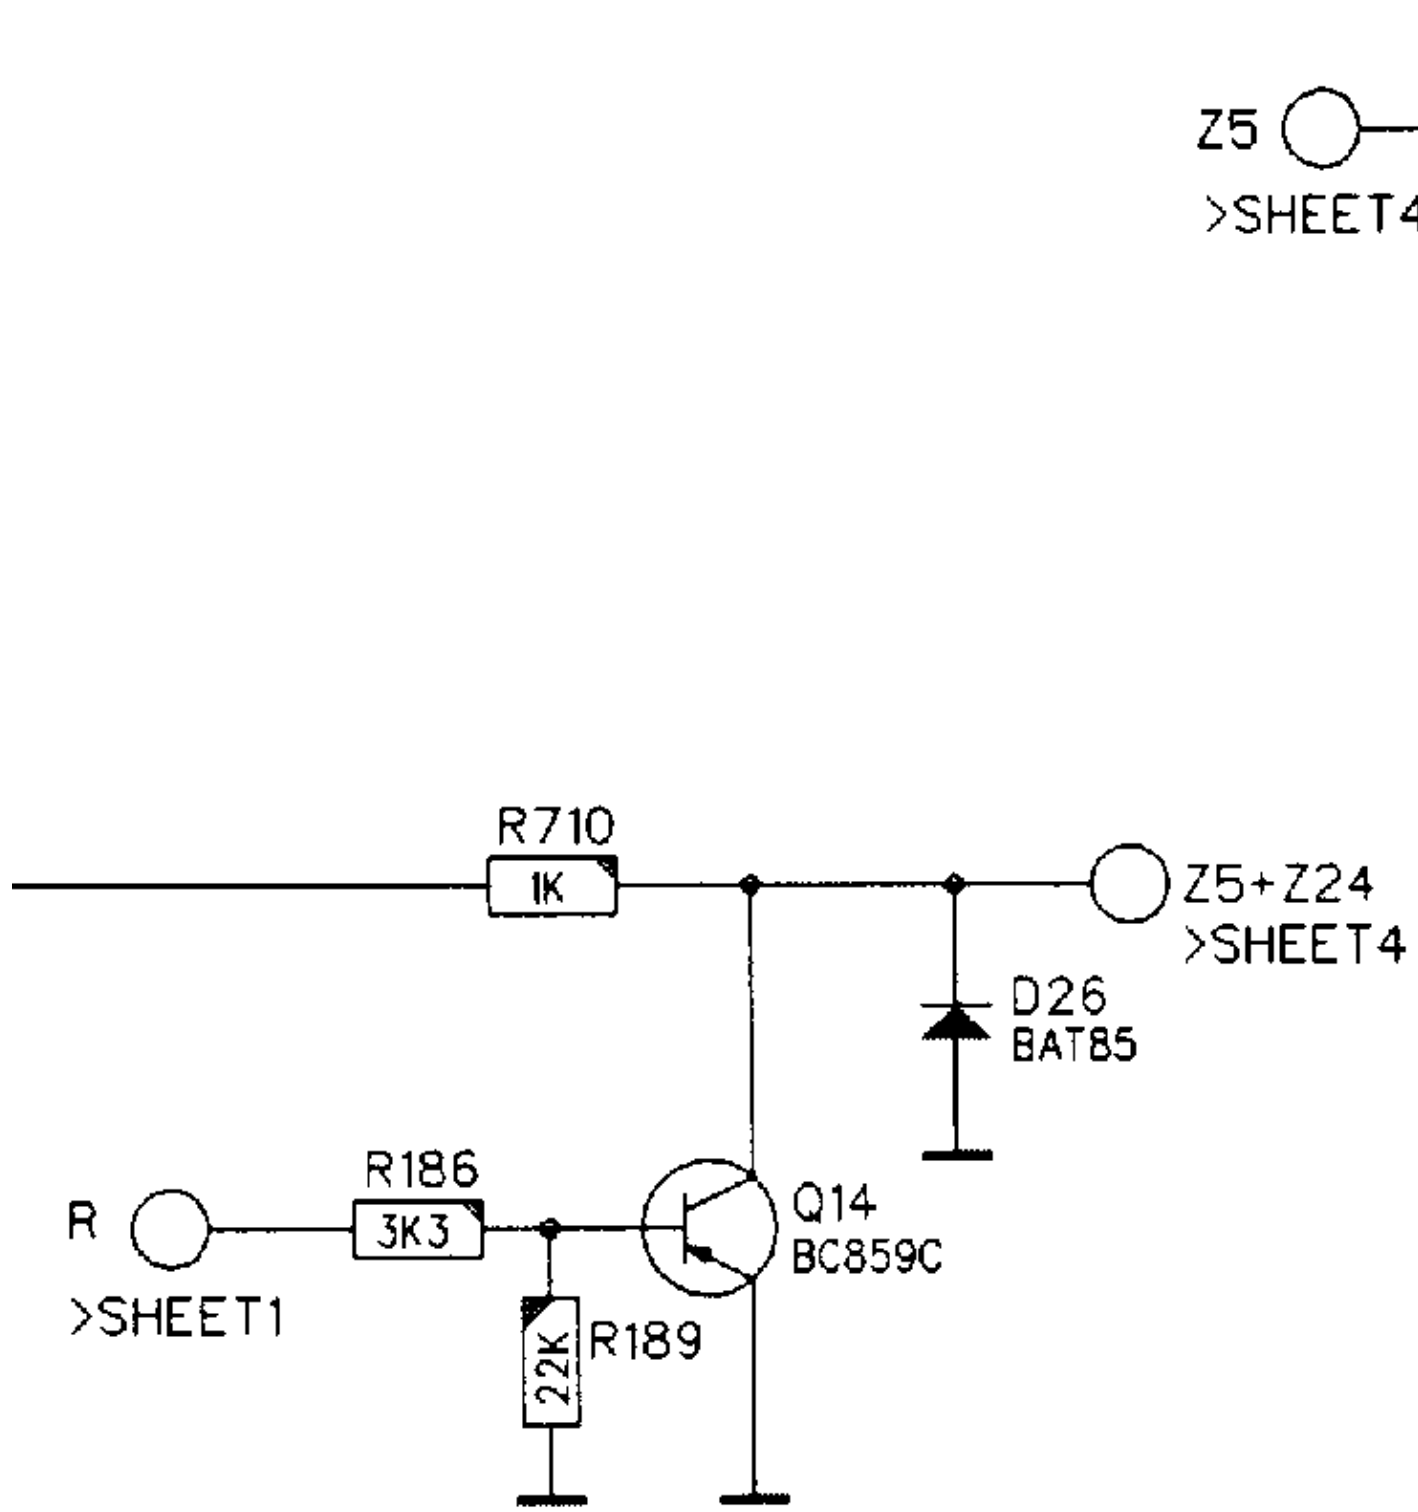 Z5
>SHEET4
R710
1K
Z5+Z24
>SHEET4
D26
BAT85
R186
R
3K3
Q14
BC859C
>SHEET1
R189
22K